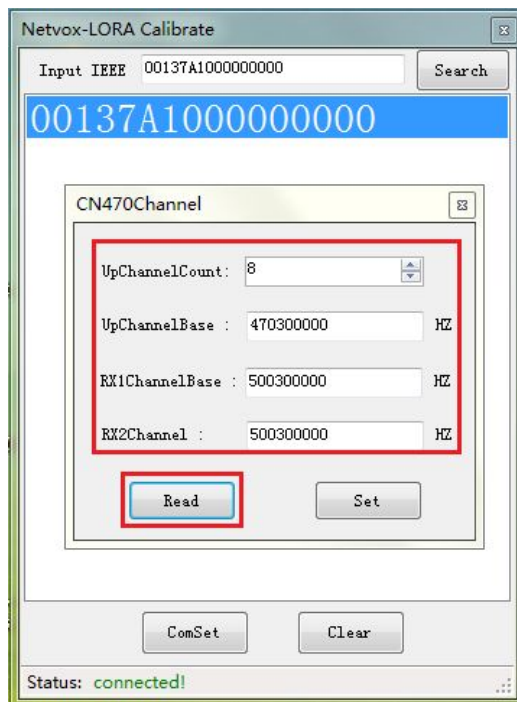 Netvox-LORA Calibrate
Input IEEE 00137A1000000000 Search
00137A1000000000
CN470Channel
UpChannelCount: 8
UpChannelBase : 470300000 HZ
RX1ChannelBase : 500300000 HZ
RX2Channel : 500300000 HZ
Read Set
ComSet Clear
Status: connected!